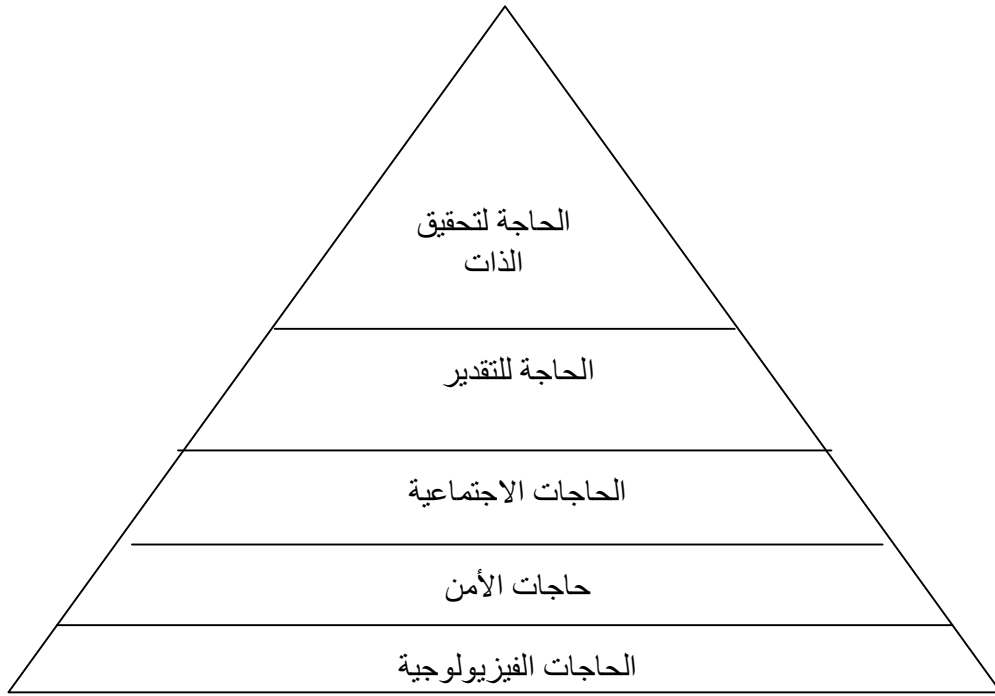 الحاجة لتحقيق
الذات
الحاجة للتقدير
الحاجات الاجتماعية
حاجات الأمن
الحاجات الفيزيولوجية